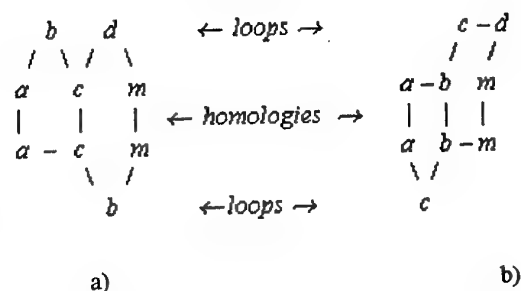 b d ← loops → c – d
a c m a – b m
← homologies →
a – c m a b – m
b ← loops → c
a) b)